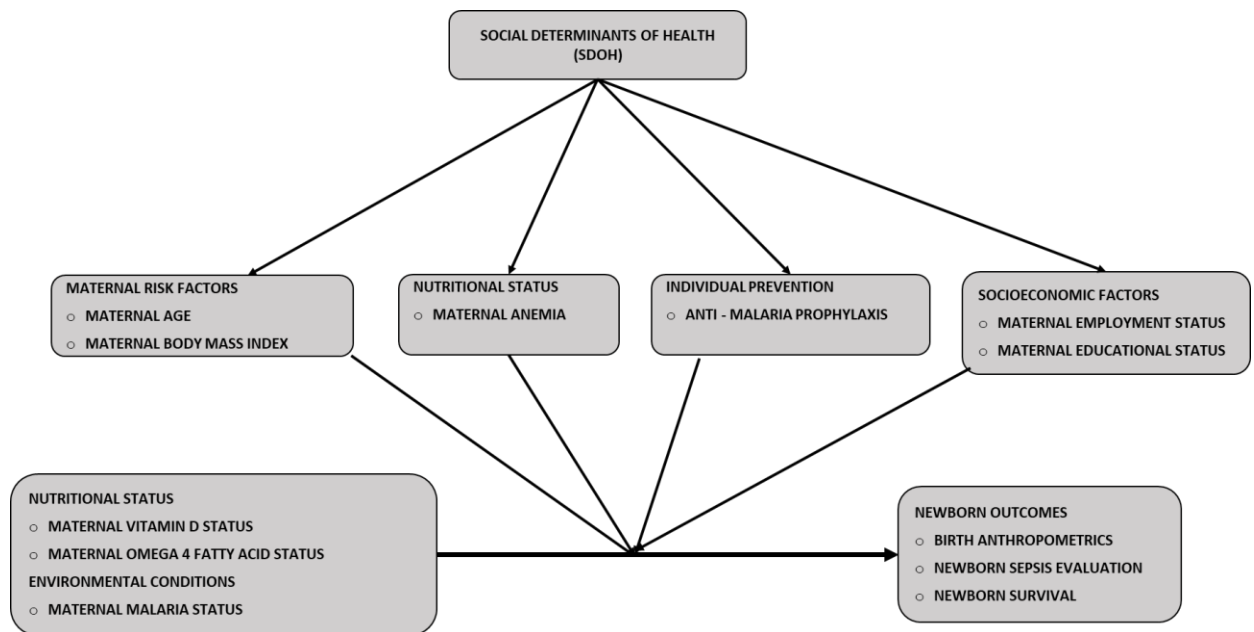 SOCIAL DETERMINANTS OF HEALTH
(SDOH)
MATERNAL RISK FACTORS
○ MATERNAL AGE
○ MATERNAL BODY MASS INDEX
NUTRITIONAL STATUS
○ MATERNAL ANEMIA
INDIVIDUAL PREVENTION
○ ANTI - MALARIA PROPHYLAXIS
SOCIOECONOMIC FACTORS
○ MATERNAL EMPLOYMENT STATUS
○ MATERNAL EDUCATIONAL STATUS
NUTRITIONAL STATUS
○ MATERNAL VITAMIN D STATUS
○ MATERNAL OMEGA 4 FATTY ACID STATUS
ENVIRONMENTAL CONDITIONS
○ MATERNAL MALARIA STATUS
NEWBORN OUTCOMES
○ BIRTH ANTHROPOMETRICS
○ NEWBORN SEPSIS EVALUATION
○ NEWBORN SURVIVAL